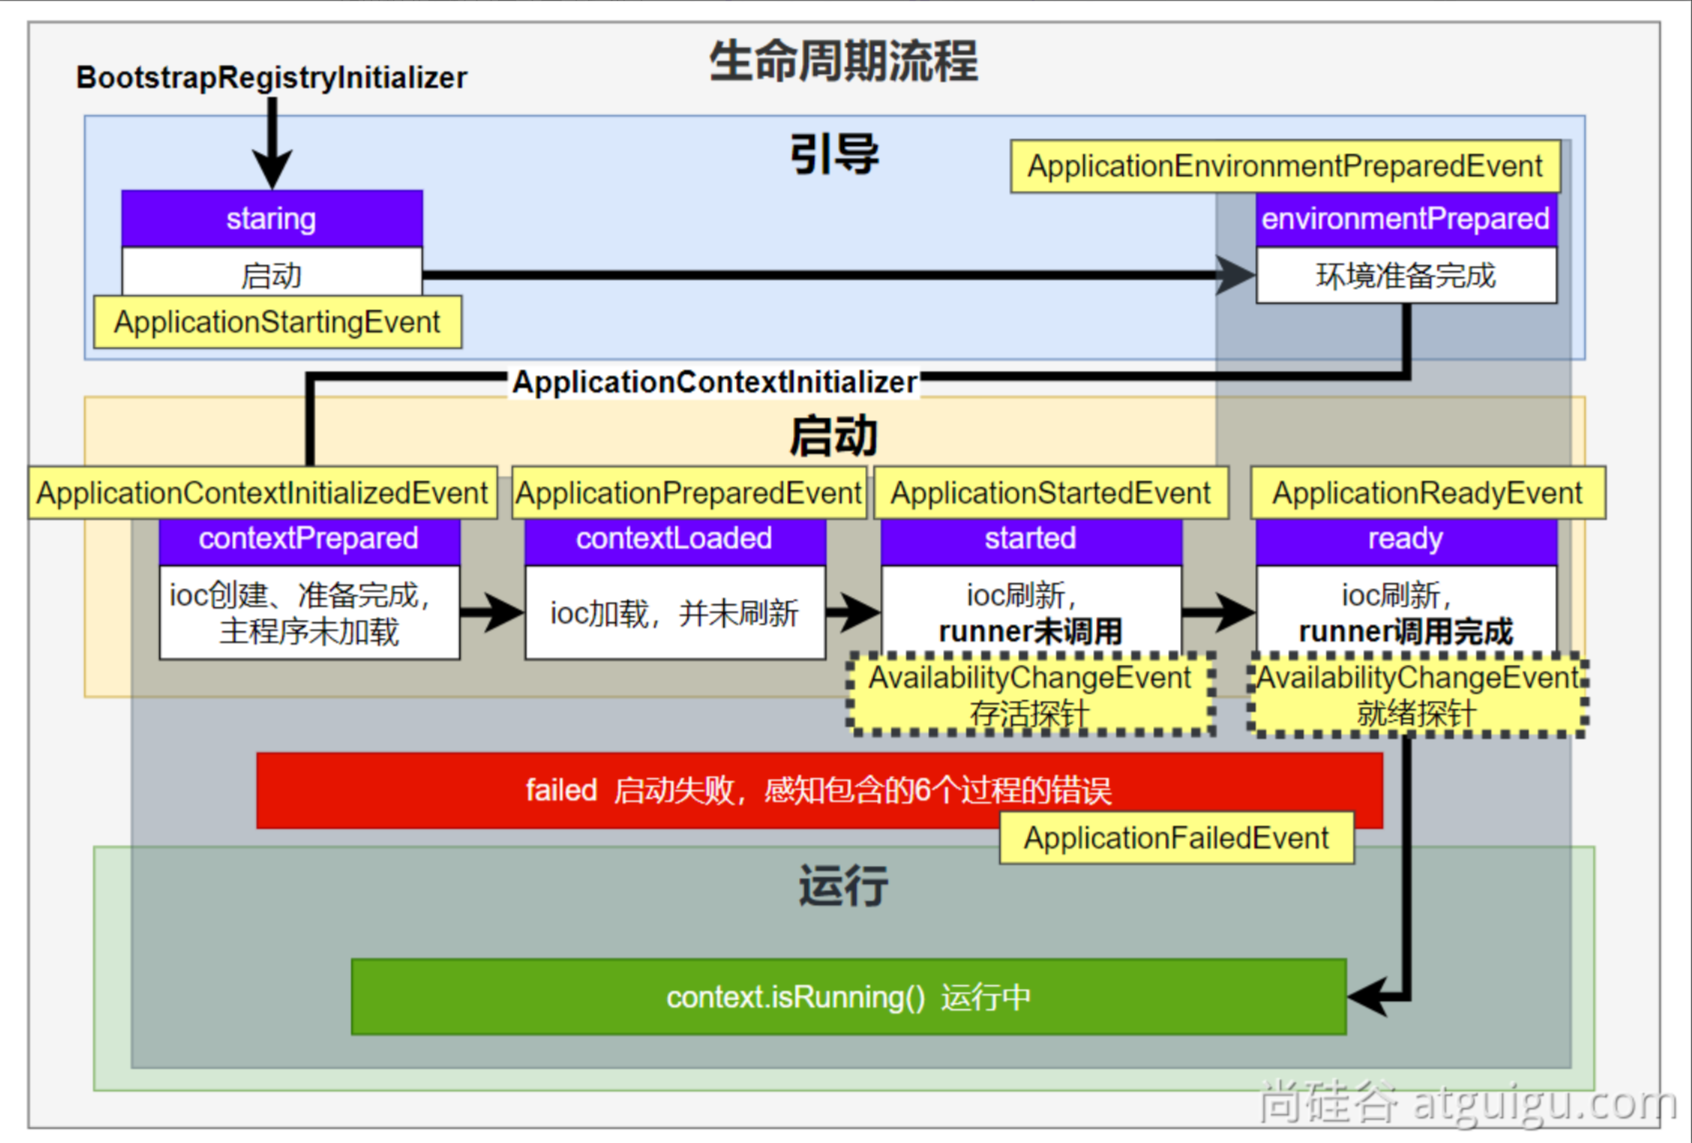 生命周期流程
BootstrapRegistryInitializer
引导
ApplicationEnvironmentPreparedEvent
staring
environmentPrepared
启动
环境准备完成
ApplicationStartingEvent
ApplicationContextInitializer
启动
ApplicationContextInitializedEvent
ApplicationPreparedEvent
ApplicationStartedEvent
ApplicationReadyEvent
contextPrepared
contextLoaded
started
ready
ioc创建、准备完成，
主程序未加载
ioc加载，并未刷新
ioc刷新，
runner未调用
ioc刷新，
runner调用完成
AvailabilityChangeEvent
存活探针
AvailabilityChangeEvent
就绪探针
failed 启动失败，感知包含的6个过程的错误
ApplicationFailedEvent
运行
context.isRunning() 运行中
尚硅谷 atguigu.com